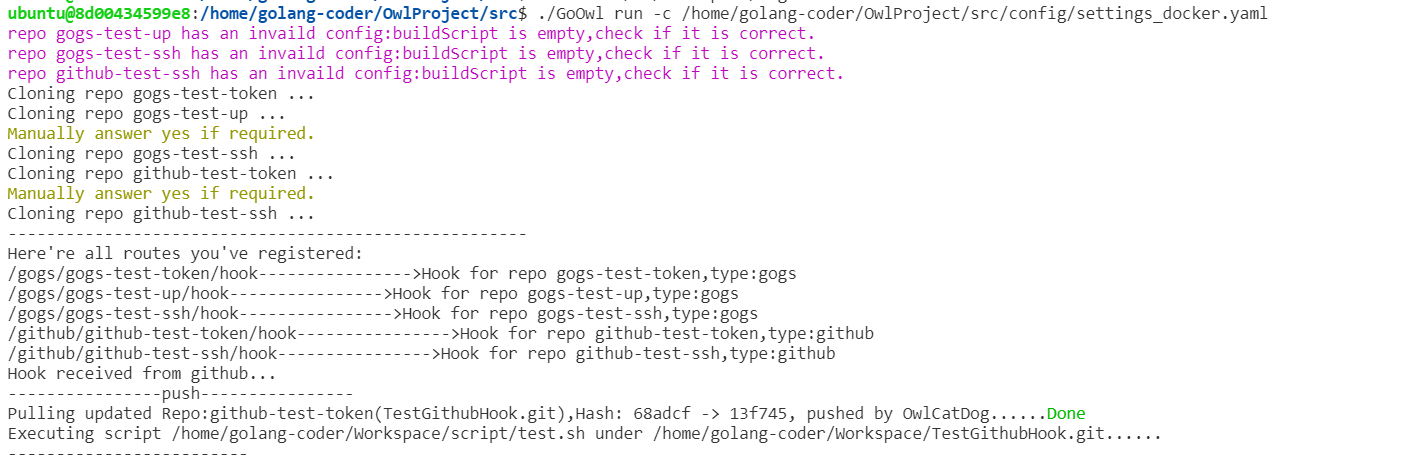 ubuntu@8d00434599e8:/home/golang-coder/OwlProject/src$ ./GoOwl run -c /home/golang-coder/OwlProject/src/config/settings_docker.yaml
repo gogs-test-up has an invaild config:buildScript is empty,check if it is correct.
repo gogs-test-ssh has an invaild config:buildScript is empty,check if it is correct.
repo github-test-ssh has an invaild config:buildScript is empty,check if it is correct.
Cloning repo gogs-test-token ...
Cloning repo gogs-test-up ...
Manually answer yes if required.
Cloning repo gogs-test-ssh ...
Cloning repo github-test-token ...
Manually answer yes if required.
Cloning repo github-test-ssh ...
------------------------------------------------------
Here're all routes you've registered:
/gogs/gogs-test-token/hook---------------->Hook for repo gogs-test-token,type:gogs
/gogs/gogs-test-up/hook---------------->Hook for repo gogs-test-up,type:gogs
/gogs/gogs-test-ssh/hook---------------->Hook for repo gogs-test-ssh,type:gogs
/github/github-test-token/hook---------------->Hook for repo github-test-token,type:github
/github/github-test-ssh/hook---------------->Hook for repo github-test-ssh,type:github
Hook received from github...
----------------push----------------
Pulling updated Repo:github-test-token(TestGithubHook.git),Hash: 68adcf -> 13f745, pushed by OwlCatDog......Done
Executing script /home/golang-coder/Workspace/script/test.sh under /home/golang-coder/Workspace/TestGithubHook.git......
-------------------------